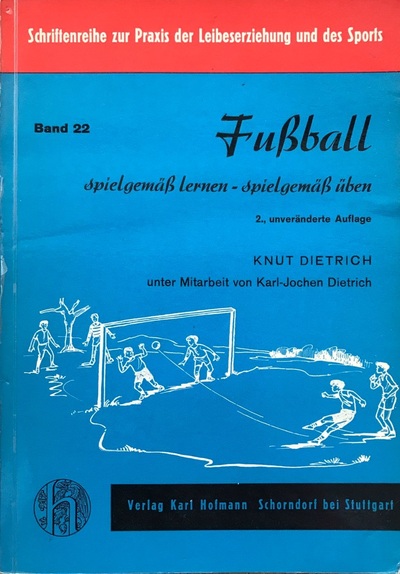 Schriftenreihe zur Praxis der Leibeserziehung und des Sports
Band 22
Fußball
spielgemäß lernen - spielgemäß üben
2., unveränderte Auflage
KNUT DIETRICH
unter Mitarbeit von Karl-Jochen Dietrich
h
Verlag Karl Hofmann Schorndorf bei Stuttgart